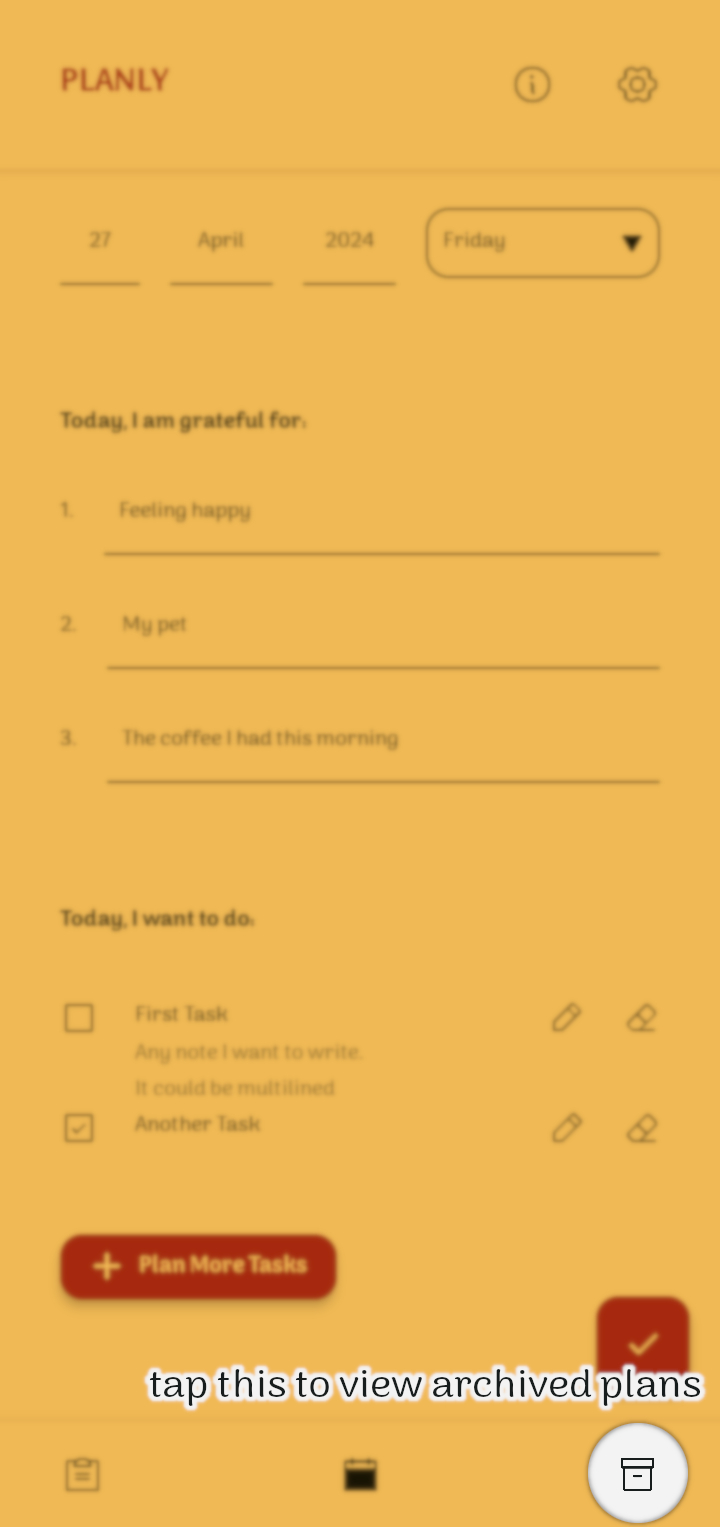 PLANLY
27 April 2024 Friday
Today, I am grateful for:
1. Feeling happy
2. My pet
3. The coffee I had this morning
Today, I want to do:
First Task
Any note I want to write.
It could be multilined
Another Task
Plan More Tasks
tap this to view archived plans